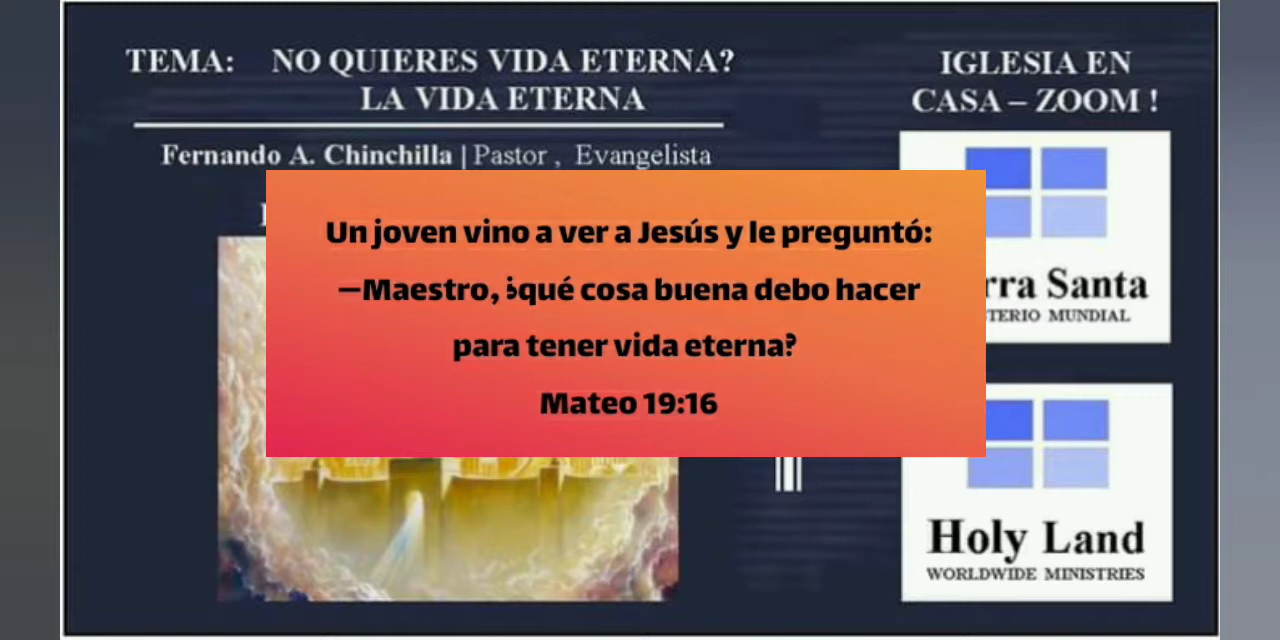 TEMA: NO QUIERES VIDA ETERNA?
LA VIDA ETERNA
Fernando A. Chinchilla | Pastor , Evangelista
IGLESIA EN
CASA – ZOOM !
Un joven vino a ver a Jesús y le preguntó:
—Maestro, ¿qué cosa buena debo hacer
para tener vida eterna?
Mateo 19:16
Santa
MUNDIAL
Holy Land
WORLDWIDE MINISTRIES